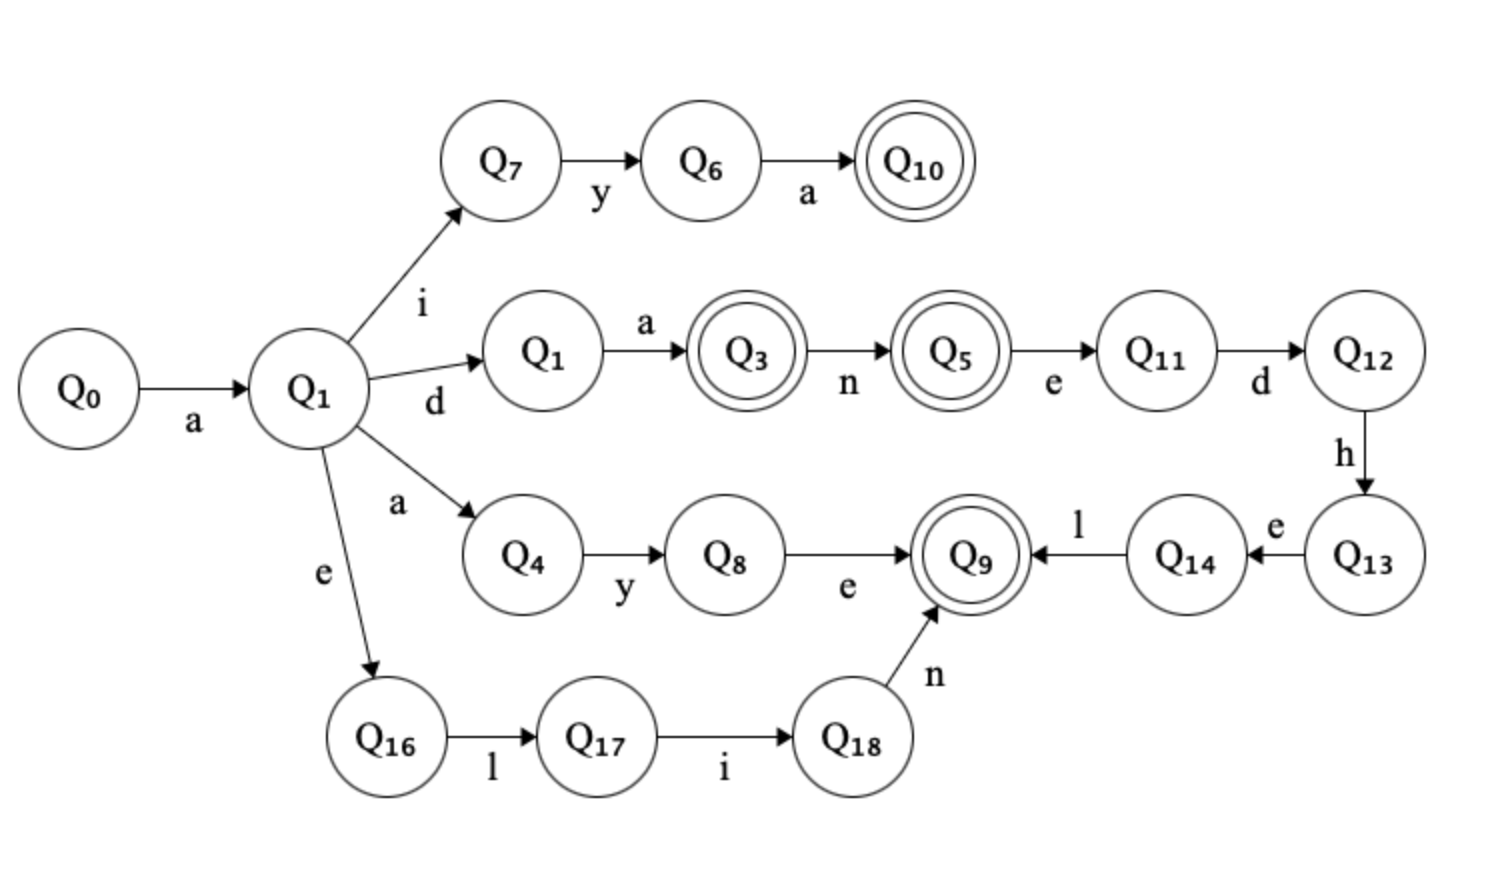 Q₇ y Q₆ a Q₁₀
i
Q₀ a Q₁ d Q₁ a Q₃ n Q₅ e Q₁₁ d Q₁₂
h
a Q₄ y Q₈ e Q₉ l Q₁₄ e Q₁₃
e
n
Q₁₆ l Q₁₇ i Q₁₈